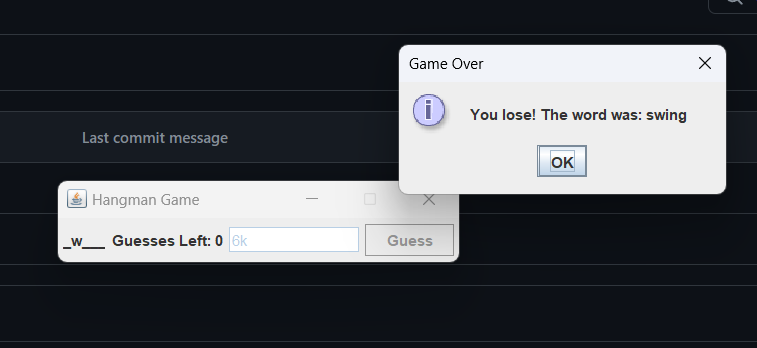 Game Over
You lose! The word was: swing
OK
Last commit message
Hangman Game
_w___ Guesses Left: 0 6k Guess